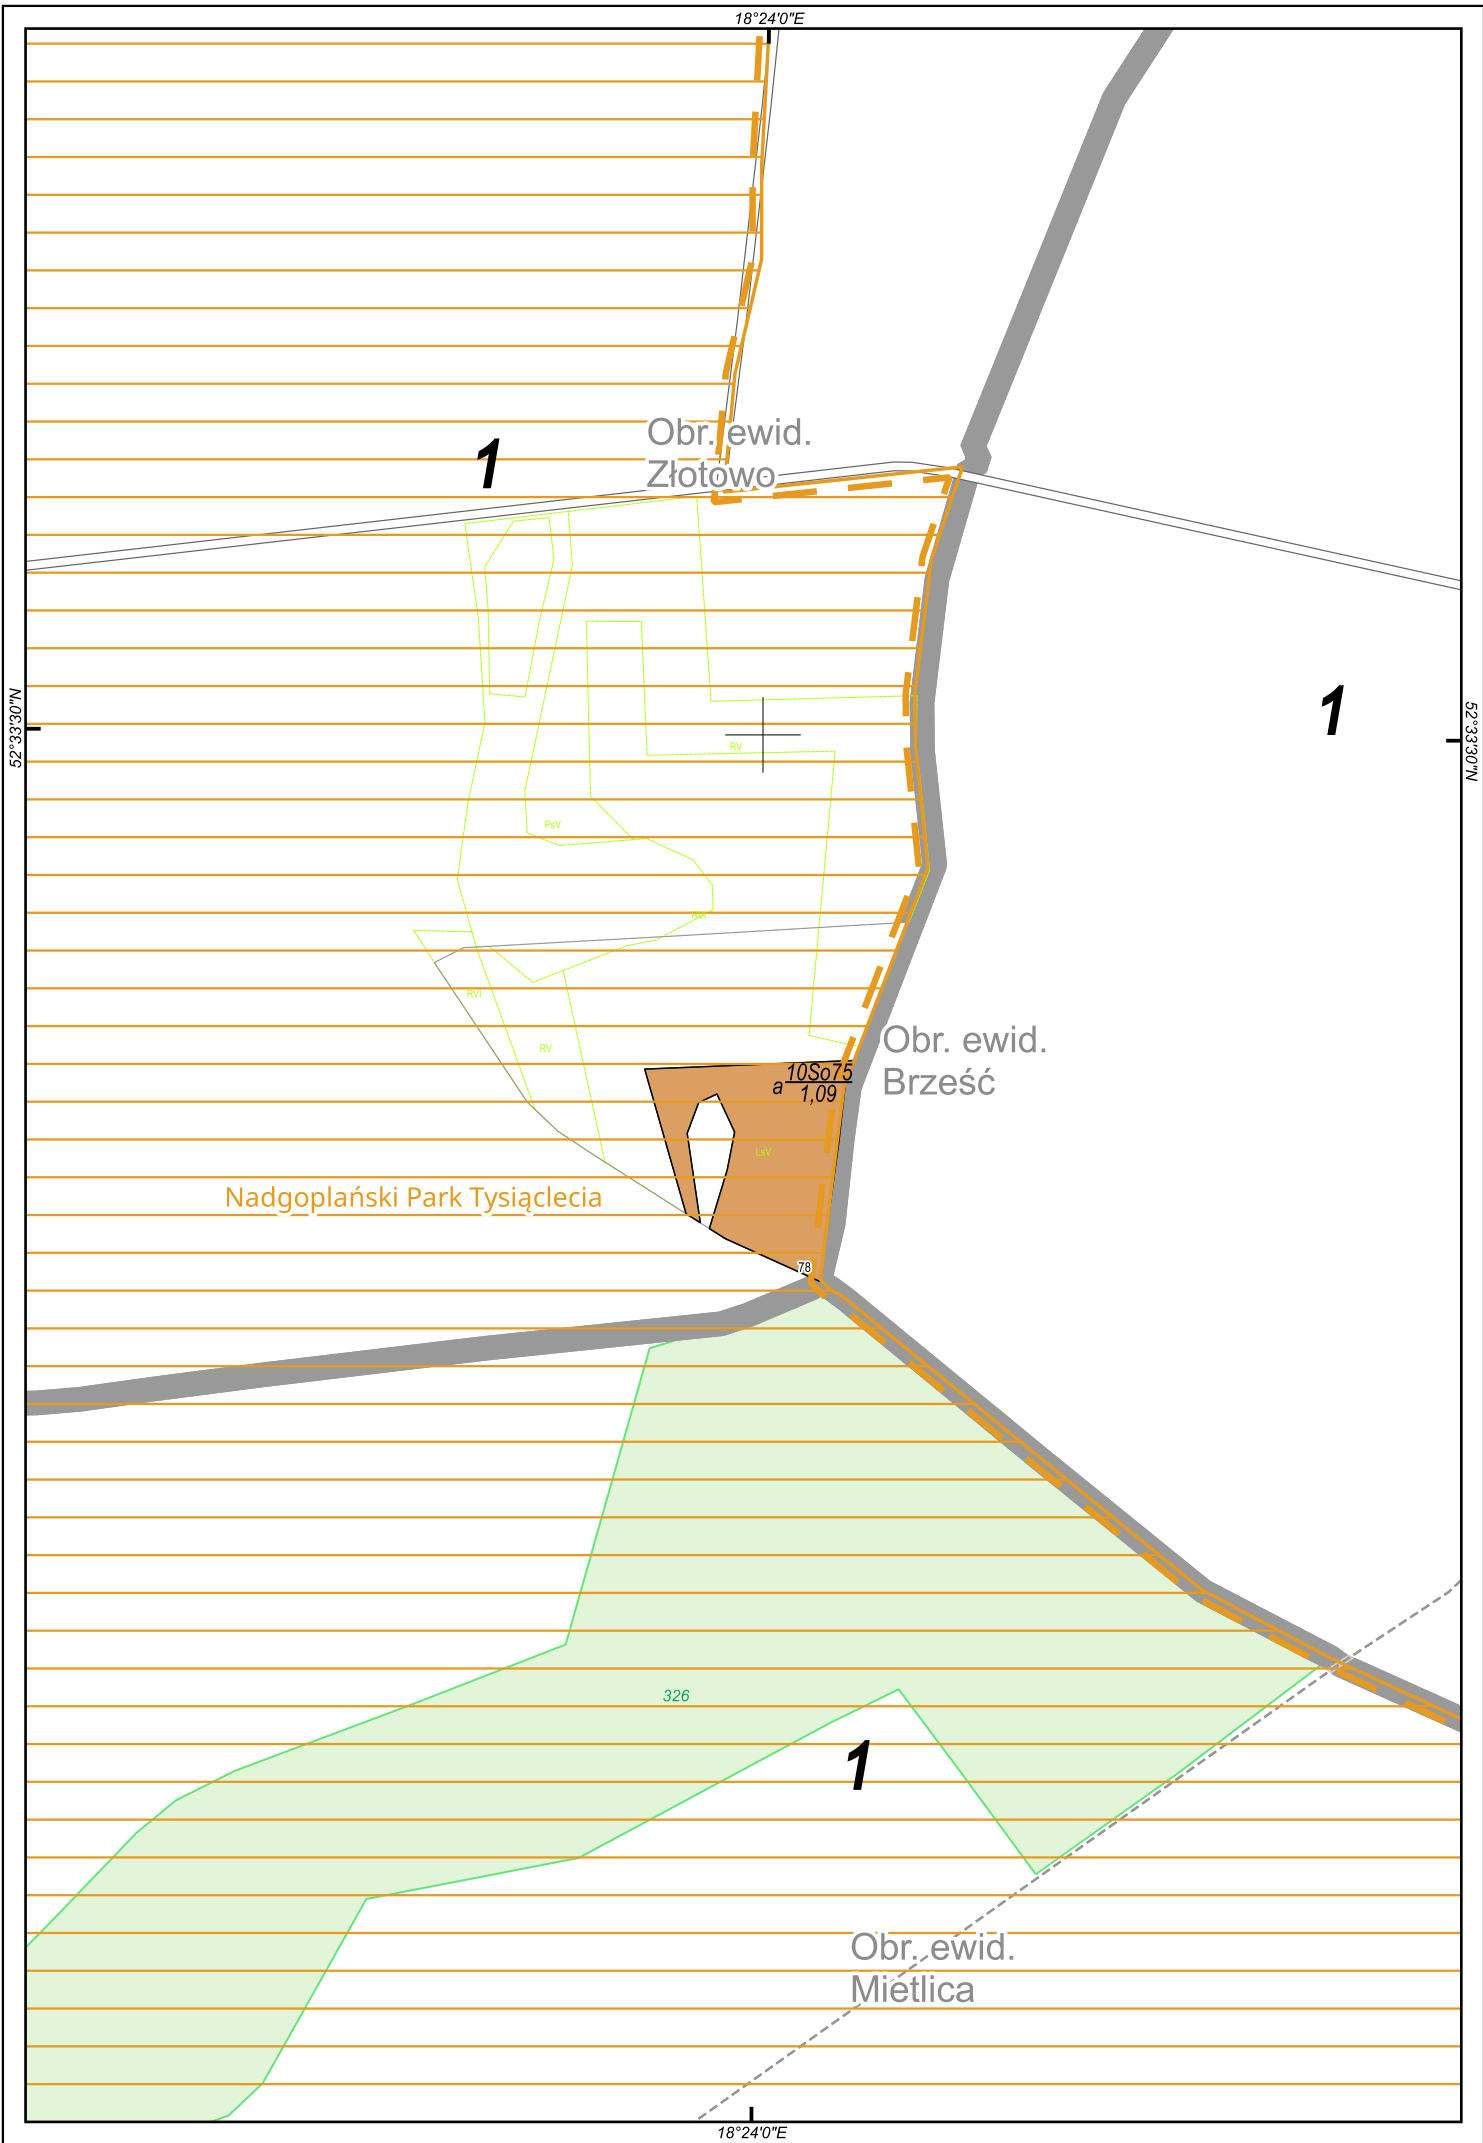 18°24'0"E
Obr. ewid.
Złotowo
1
52°33'30"N
1
52°33'30"N
RV
PsV
RVI
RVI
RV
Obr. ewid.
Brześć
a 10So75
1,09
LsV
Nadgoplański Park Tysiąclecia
78
326
1
Obr. ewid.
Mietlica
18°24'0"E